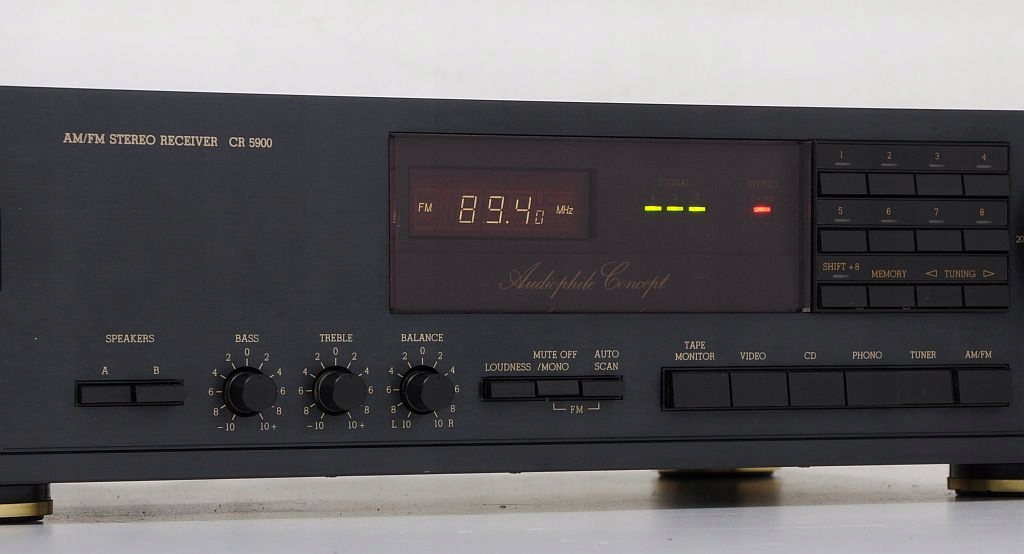 AM/FM STEREO RECEIVER CR 5900
FM 89.40 MHz
SIGNAL
STEREO
Audiophile Concept
1 2 3 4
5 6 7 8
SHIFT +8 MEMORY ◁ TUNING ▷
20
SPEAKERS
A B
BASS
0
2 2
4 4
6 6
8 8
-10 10+
TREBLE
0
2 2
4 4
6 6
8 8
-10 10+
BALANCE
0
2 2
4 4
6 6
8 8
L 10 10 R
LOUDNESS
MUTE OFF
/MONO
AUTO
SCAN
FM
TAPE
MONITOR
VIDEO
CD
PHONO
TUNER
AM/FM